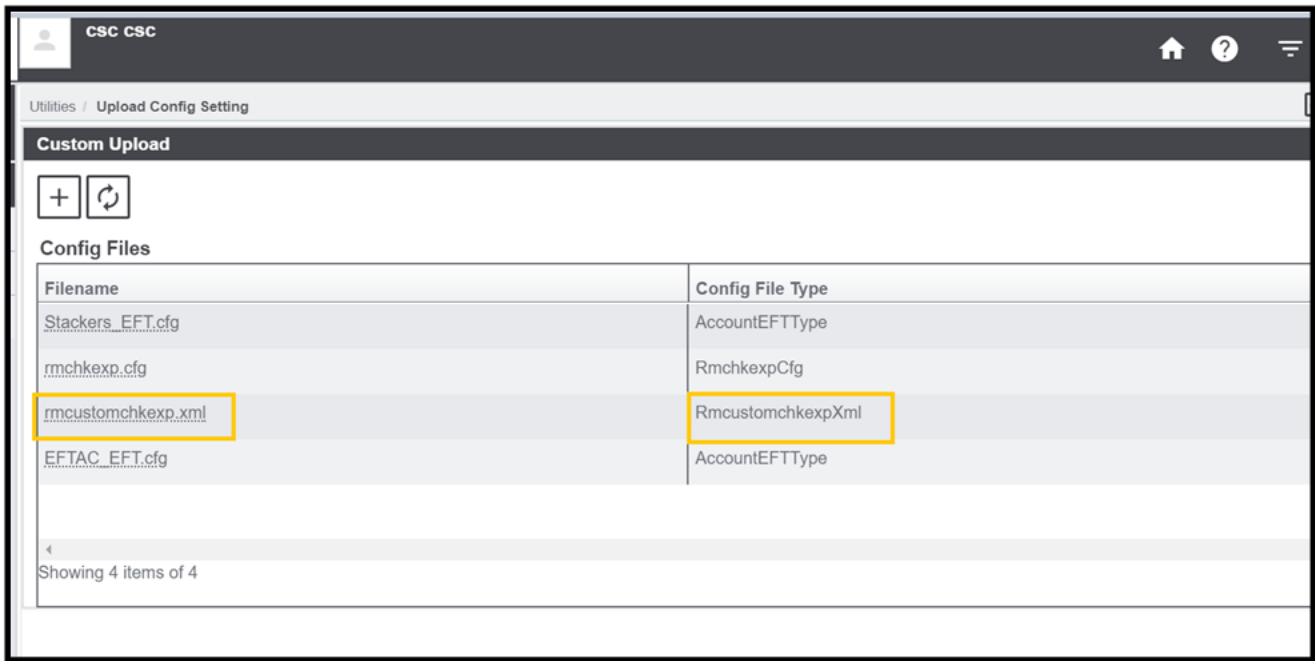 csc csc
Utilities / Upload Config Setting
Custom Upload
Config Files
Filename Config File Type
Stackers_EFT.cfg AccountEFTType
rmchkexp.cfg RmchkexpCfg
rmcustomchkexp.xml RmcustomchkexpXml
EFTAC_EFT.cfg AccountEFTType
Showing 4 items of 4